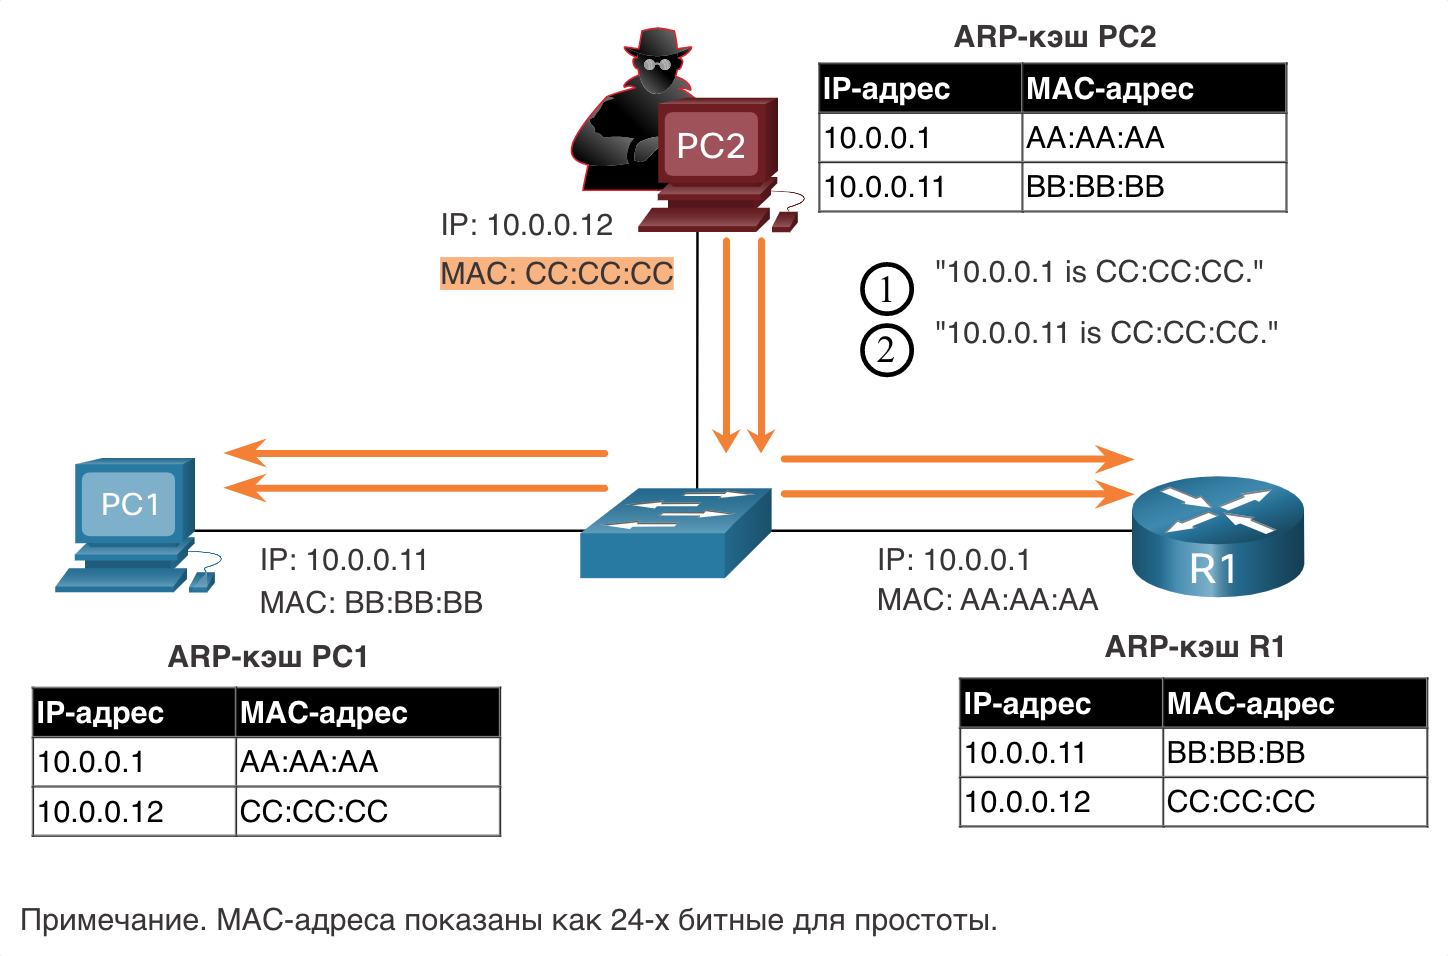 ARP-кэш PC2
IP-адрес MAC-адрес
10.0.0.1 AA:AA:AA
10.0.0.11 BB:BB:BB
PC2
IP: 10.0.0.12
MAC: CC:CC:CC
1 "10.0.0.1 is CC:CC:CC."
2 "10.0.0.11 is CC:CC:CC."
PC1
IP: 10.0.0.11
MAC: BB:BB:BB
IP: 10.0.0.1
MAC: AA:AA:AA
R1
ARP-кэш PC1
IP-адрес MAC-адрес
10.0.0.1 AA:AA:AA
10.0.0.12 CC:CC:CC
ARP-кэш R1
IP-адрес MAC-адрес
10.0.0.11 BB:BB:BB
10.0.0.12 CC:CC:CC
Примечание. MAC-адреса показаны как 24-х битные для простоты.